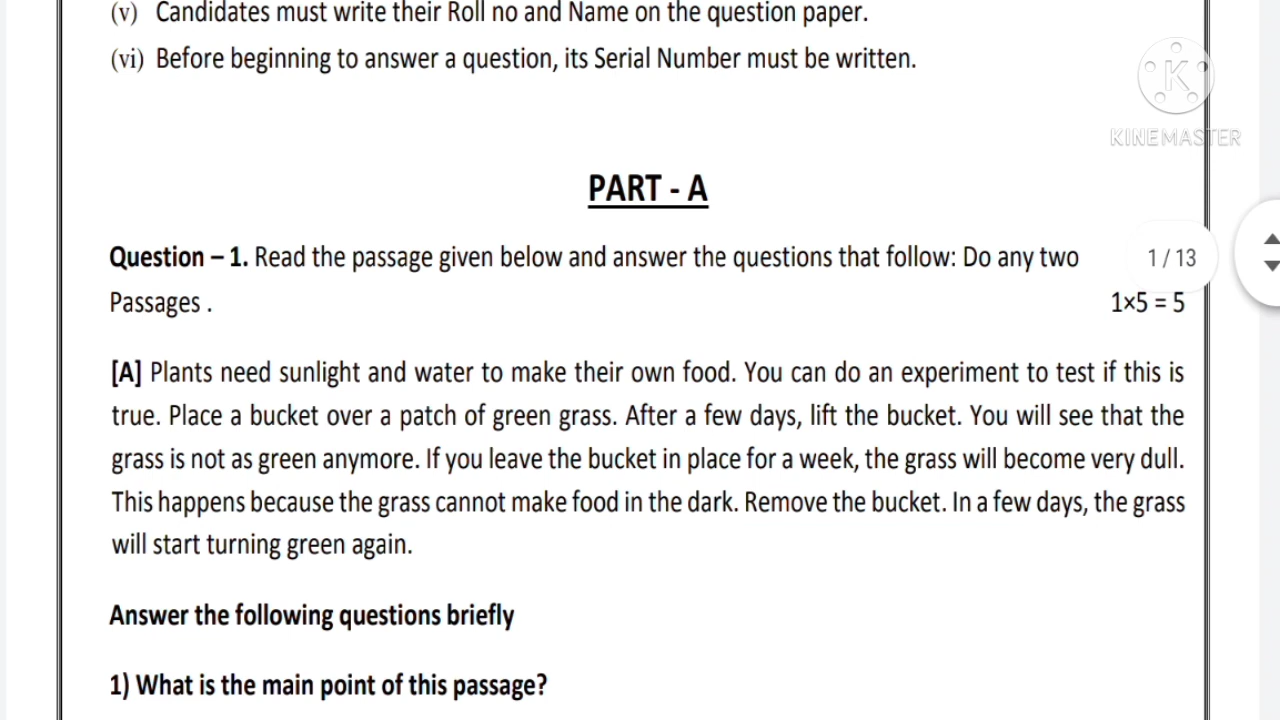 (v) Candidates must write their Roll no and Name on the question paper.
(vi) Before beginning to answer a question, its Serial Number must be written.
K
KINEMASTER
PART - A
Question – 1. Read the passage given below and answer the questions that follow: Do any two
1 / 13
Passages .
1×5 = 5
[A] Plants need sunlight and water to make their own food. You can do an experiment to test if this is
true. Place a bucket over a patch of green grass. After a few days, lift the bucket. You will see that the
grass is not as green anymore. If you leave the bucket in place for a week, the grass will become very dull.
This happens because the grass cannot make food in the dark. Remove the bucket. In a few days, the grass
will start turning green again.
Answer the following questions briefly
1) What is the main point of this passage?